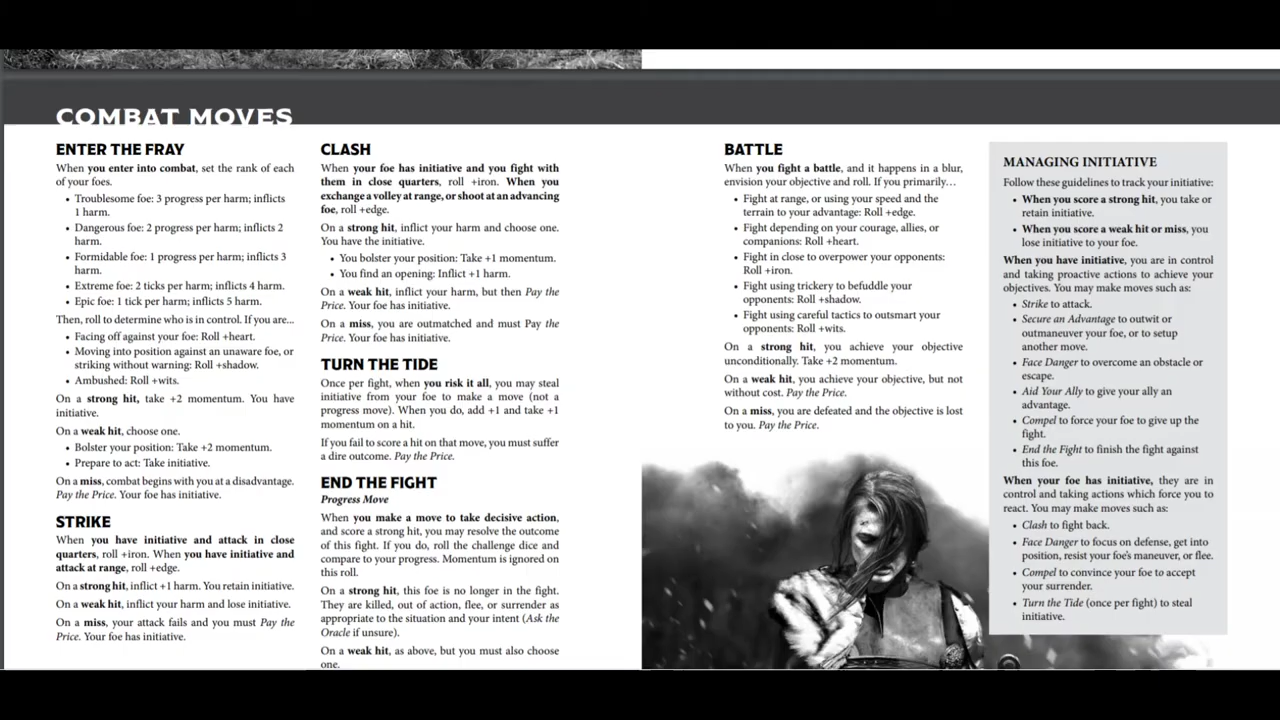 COMBAT MOVES
ENTER THE FRAY
When you enter into combat, set the rank of each
of your foes.
• Troublesome foe: 3 progress per harm; inflicts
1 harm.
• Dangerous foe: 2 progress per harm; inflicts 2
harm.
• Formidable foe: 1 progress per harm; inflicts 3
harm.
• Extreme foe: 2 ticks per harm; inflicts 4 harm.
• Epic foe: 1 tick per harm; inflicts 5 harm.
Then, roll to determine who is in control. If you are...
• Facing off against your foe: Roll +heart.
• Moving into position against an unaware foe, or
striking without warning: Roll +shadow.
• Ambushed: Roll +wits.
On a strong hit, take +2 momentum. You have
initiative.
On a weak hit, choose one.
• Bolster your position: Take +2 momentum.
• Prepare to act: Take initiative.
On a miss, combat begins with you at a disadvantage.
Pay the Price. Your foe has initiative.
STRIKE
When you have initiative and attack in close
quarters, roll +iron. When you have initiative and
attack at range, roll +edge.
On a strong hit, inflict +1 harm. You retain initiative.
On a weak hit, inflict your harm and lose initiative.
On a miss, your attack fails and you must Pay the
Price. Your foe has initiative.
CLASH
When your foe has initiative and you fight with
them in close quarters, roll +iron. When you
exchange a volley at range, or shoot at an advancing
foe, roll +edge.
On a strong hit, inflict your harm and choose one.
You have the initiative.
• You bolster your position: Take +1 momentum.
• You find an opening: Inflict +1 harm.
On a weak hit, inflict your harm, but then Pay the
Price. Your foe has initiative.
On a miss, you are outmatched and must Pay the
Price. Your foe has initiative.
TURN THE TIDE
Once per fight, when you risk it all, you may steal
initiative from your foe to make a move (not a
progress move). When you do, add +1 and take +1
momentum on a hit.
If you fail to score a hit on that move, you must suffer
a dire outcome. Pay the Price.
END THE FIGHT
Progress Move
When you make a move to take decisive action,
and score a strong hit, you may resolve the outcome
of this fight. If you do, roll the challenge dice and
compare to your progress. Momentum is ignored on
this roll.
On a strong hit, this foe is no longer in the fight.
They are killed, out of action, flee, or surrender as
appropriate to the situation and your intent (Ask the
Oracle if unsure).
On a weak hit, as above, but you must also choose
one.
BATTLE
When you fight a battle, and it happens in a blur,
envision your objective and roll. If you primarily…
• Fight at range, or using your speed and the
terrain to your advantage: Roll +edge.
• Fight depending on your courage, allies, or
companions: Roll +heart.
• Fight in close to overpower your opponents:
Roll +iron.
• Fight using trickery to befuddle your
opponents: Roll +shadow.
• Fight using careful tactics to outsmart your
opponents: Roll +wits.
On a strong hit, you achieve your objective
unconditionally. Take +2 momentum.
On a weak hit, you achieve your objective, but not
without cost. Pay the Price.
On a miss, you are defeated and the objective is lost
to you. Pay the Price.
MANAGING INITIATIVE
Follow these guidelines to track your initiative:
• When you score a strong hit, you take or
retain initiative.
• When you score a weak hit or miss, you
lose initiative to your foe.
When you have initiative, you are in control
and taking proactive actions to achieve your
objectives. You may make moves such as:
• Strike to attack.
• Secure an Advantage to outwit or
outmaneuver your foe, or to setup
another move.
• Face Danger to overcome an obstacle or
escape.
• Aid Your Ally to give your ally an
advantage.
• Compel to force your foe to give up the
fight.
• End the Fight to finish the fight against
this foe.
When your foe has initiative, they are in
control and taking actions which force you to
react. You may make moves such as:
• Clash to fight back.
• Face Danger to focus on defense, get into
position, resist your foe's maneuver, or flee.
• Compel to convince your foe to accept
your surrender.
• Turn the Tide (once per fight) to steal
initiative.